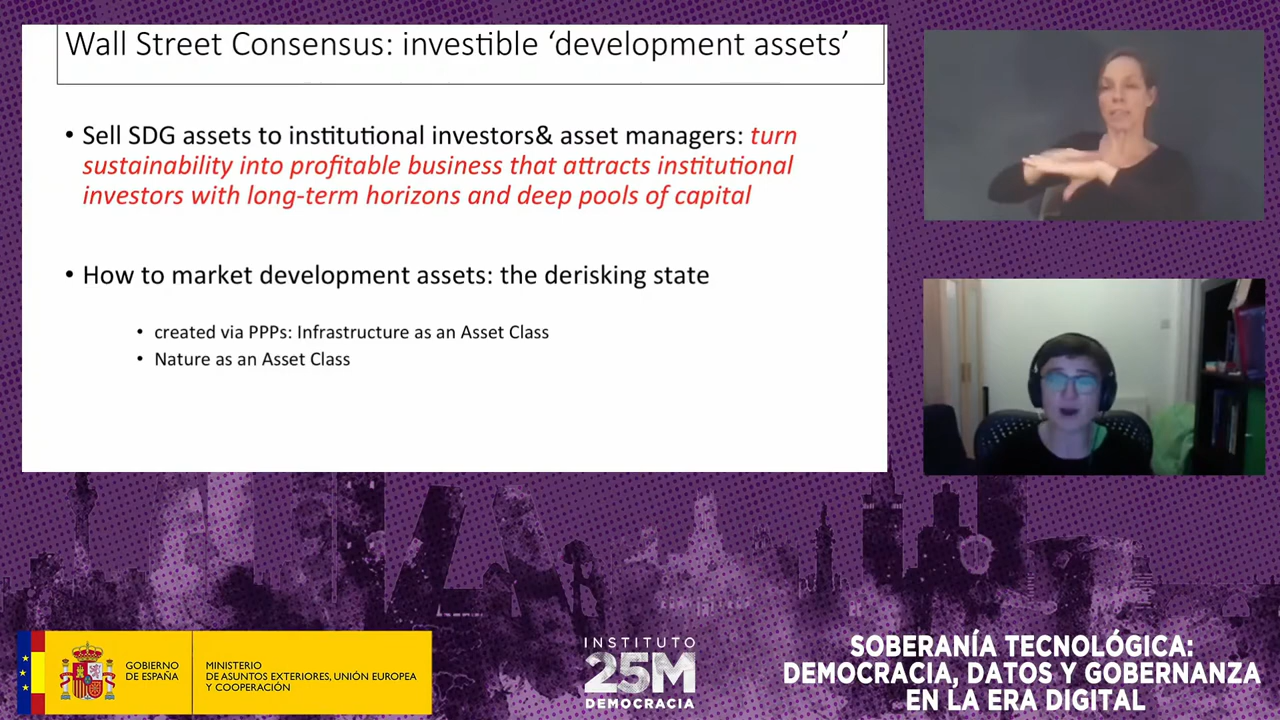 Wall Street Consensus: investible ‘development assets’
• Sell SDG assets to institutional investors& asset managers: turn
sustainability into profitable business that attracts institutional
investors with long-term horizons and deep pools of capital
• How to market development assets: the derisking state
• created via PPPs: Infrastructure as an Asset Class
• Nature as an Asset Class
GOBIERNO
DE ESPAÑA
MINISTERIO
DE ASUNTOS EXTERIORES, UNIÓN EUROPEA
Y COOPERACIÓN
INSTITUTO
25M
DEMOCRACIA
SOBERANÍA TECNOLÓGICA:
DEMOCRACIA, DATOS Y GOBERNANZA
EN LA ERA DIGITAL